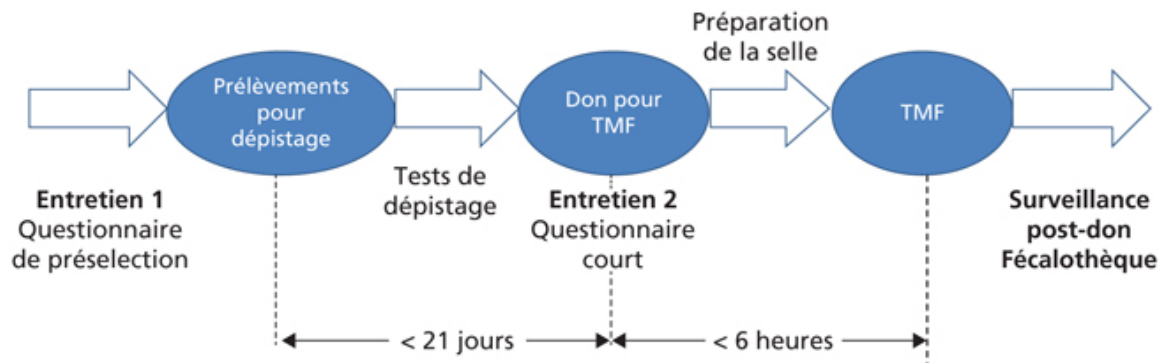 Entretien 1
Questionnaire
de préselection
Prélèvements
pour
dépistage
Tests de
dépistage
Don pour
TMF
Entretien 2
Questionnaire
court
Préparation
de la selle
TMF
Surveillance
post-don
Fécalothèque
< 21 jours
< 6 heures